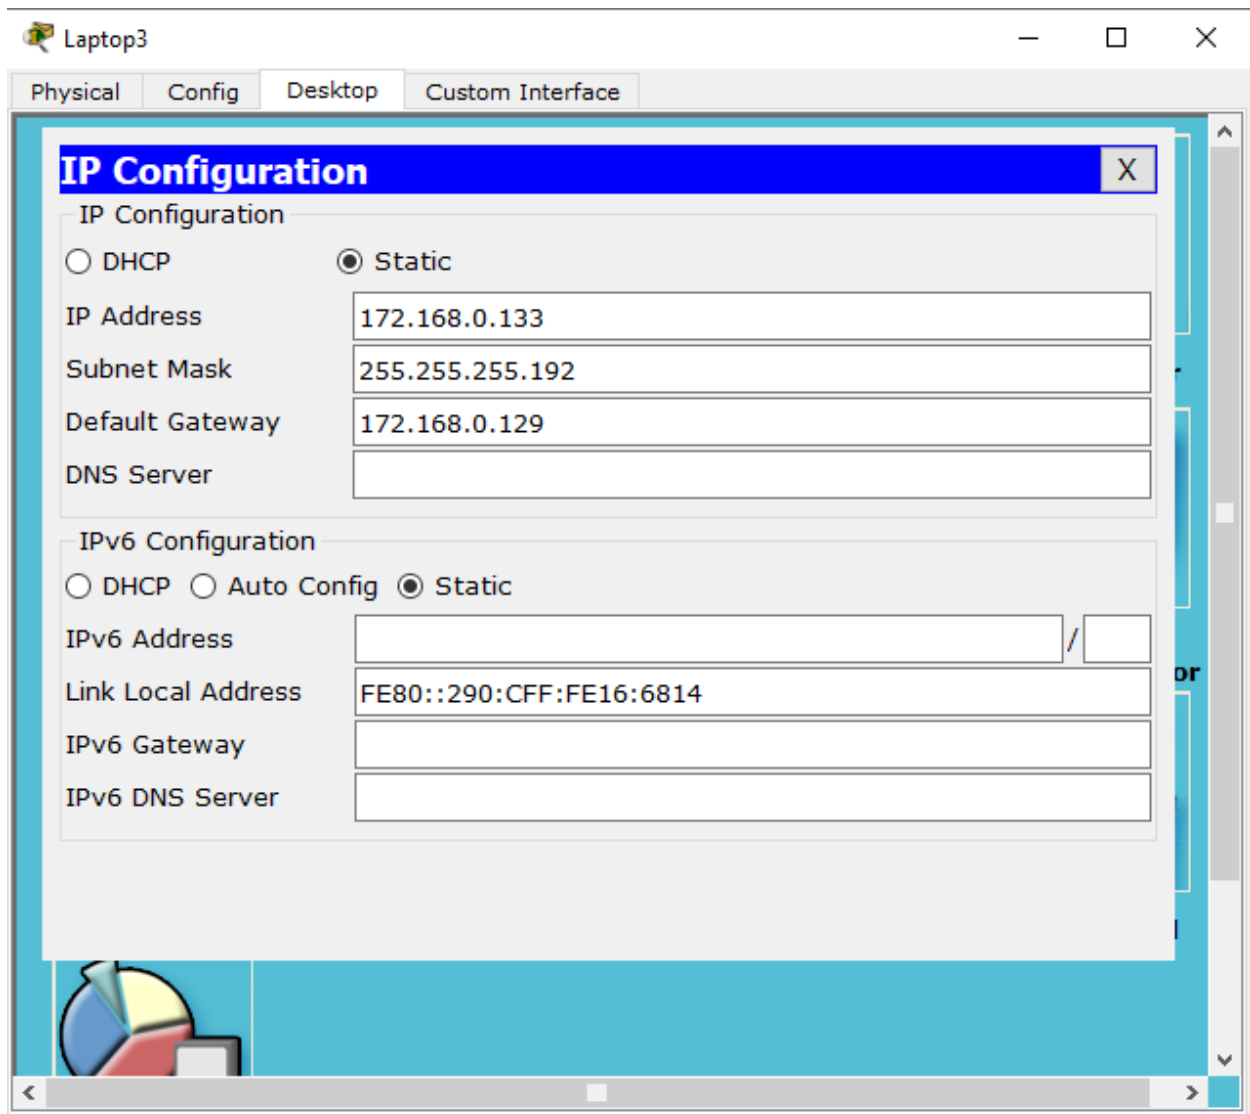 Laptop3
Physical Config Desktop Custom Interface
IP Configuration X
IP Configuration
DHCP Static
IP Address 172.168.0.133
Subnet Mask 255.255.255.192
Default Gateway 172.168.0.129
DNS Server
IPv6 Configuration
DHCP Auto Config Static
IPv6 Address /
Link Local Address FE80::290:CFF:FE16:6814
IPv6 Gateway
IPv6 DNS Server